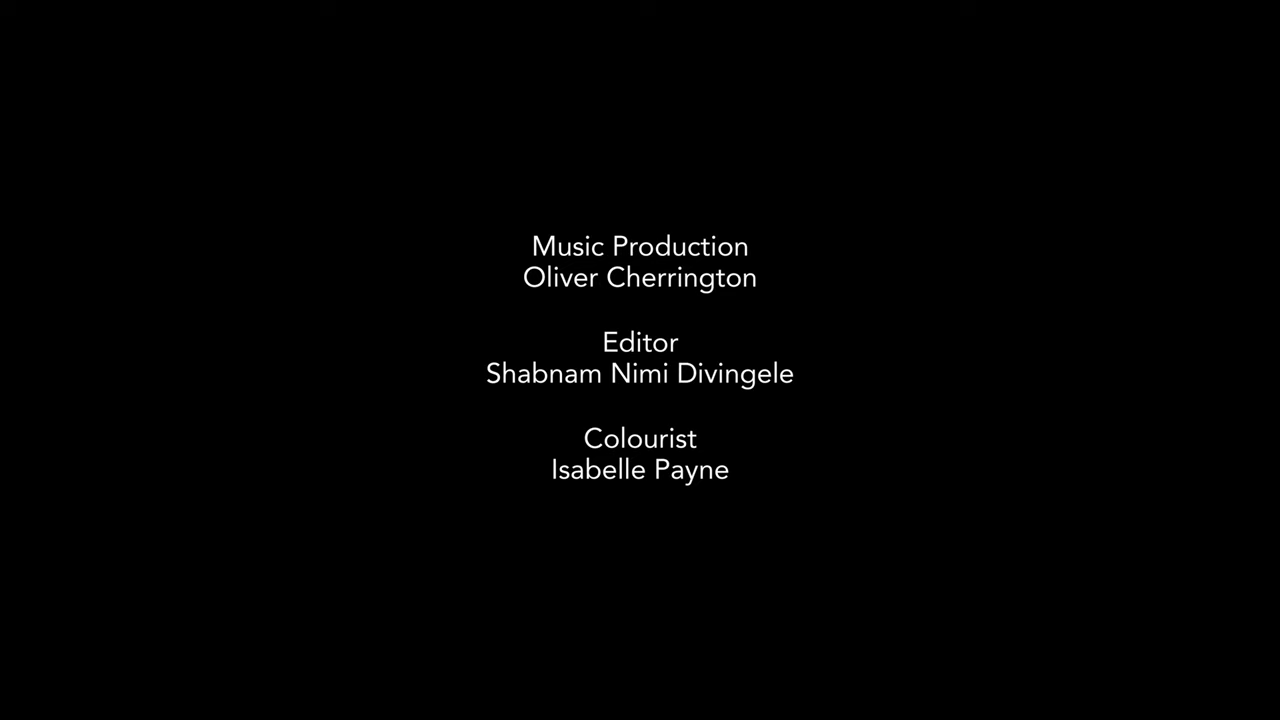 Music Production
Oliver Cherrington
Editor
Shabnam Nimi Divingele
Colourist
Isabelle Payne